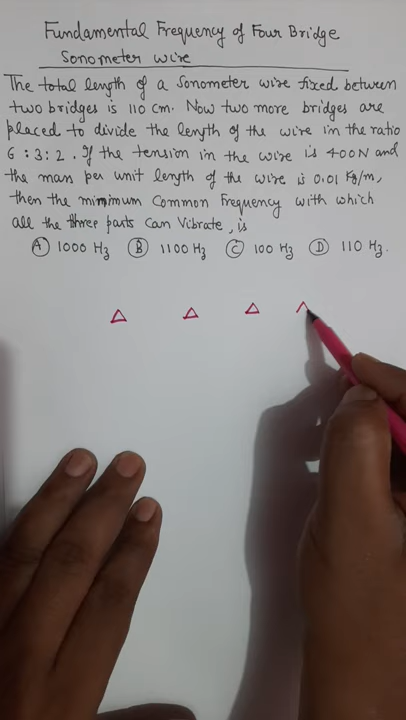 Fundamental Frequency of Four Bridge
Sonometer wire
The total length of a Sonometer wire fixed between
two bridges is 110 cm. Now two more bridges are
placed to divide the length of the wire in the ratio
6 : 3 : 2. If the tension in the wire is 400N and
the mass per unit length of the wire is 0.01 Kg/m,
then the minimum Common Frequency with which
all the three parts Can Vibrate, is
(A) 1000 Hz (B) 1100 Hz (C) 100 Hz (D) 110 Hz.